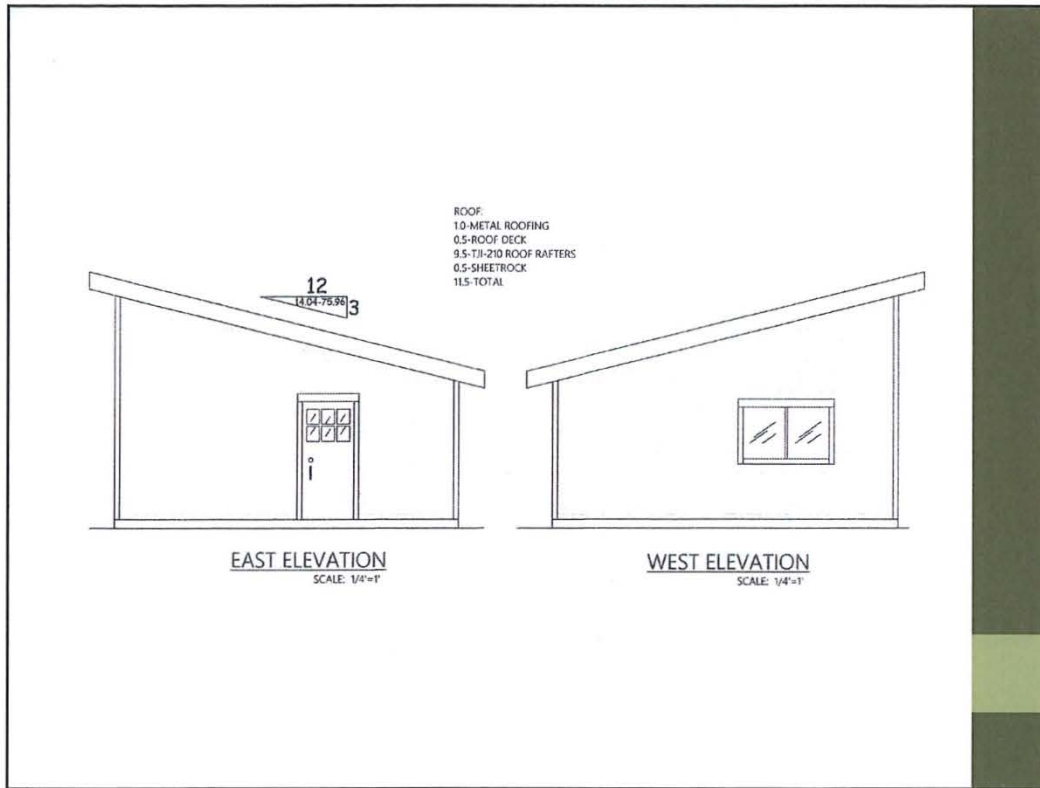 ROOF:
1.0-METAL ROOFING
0.5-ROOF DECK
9.5-TJI-210 ROOF RAFTERS
0.5-SHEETROCK
11.5-TOTAL
12
14.04-75.96
3
EAST ELEVATION
SCALE: 1/4"=1'
WEST ELEVATION
SCALE: 1/4"=1'